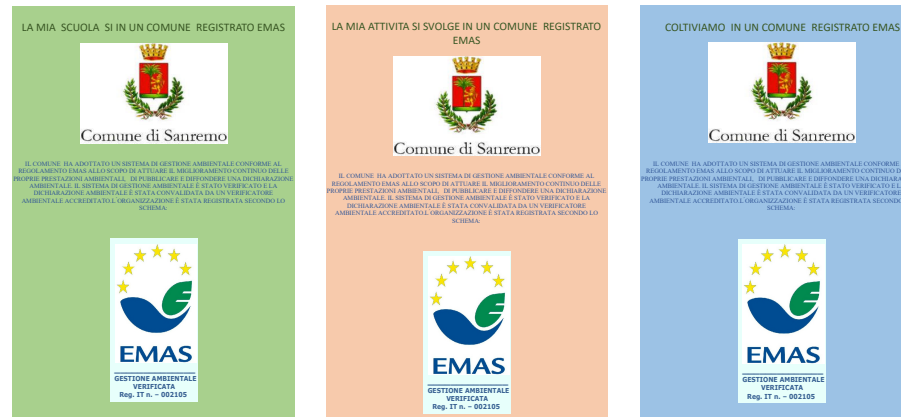 LA MIA SCUOLA SI IN UN COMUNE REGISTRATO EMAS
Comune di Sanremo
IL COMUNE HA ADOTTATO UN SISTEMA DI GESTIONE AMBIENTALE CONFORME AL
REGOLAMENTO EMAS ALLO SCOPO DI ATTUARE IL MIGLIORAMENTO CONTINUO DELLE
PROPRIE PRESTAZIONI AMBIENTALI, DI PUBBLICARE E DIFFONDERE UNA DICHIARAZIONE
AMBIENTALE. IL SISTEMA DI GESTIONE AMBIENTALE È STATO VERIFICATO E LA
DICHIARAZIONE AMBIENTALE È STATA CONVALIDATA DA UN VERIFICATORE
AMBIENTALE ACCREDITATO.L ORGANIZZAZIONE È STATA REGISTRATA SECONDO LO
SCHEMA:
EMAS
GESTIONE AMBIENTALE
VERIFICATA
Reg. IT n. – 002105
LA MIA ATTIVITA SI SVOLGE IN UN COMUNE REGISTRATO
EMAS
Comune di Sanremo
IL COMUNE HA ADOTTATO UN SISTEMA DI GESTIONE AMBIENTALE CONFORME AL
REGOLAMENTO EMAS ALLO SCOPO DI ATTUARE IL MIGLIORAMENTO CONTINUO DELLE
PROPRIE PRESTAZIONI AMBIENTALI, DI PUBBLICARE E DIFFONDERE UNA DICHIARAZIONE
AMBIENTALE. IL SISTEMA DI GESTIONE AMBIENTALE È STATO VERIFICATO E LA
DICHIARAZIONE AMBIENTALE È STATA CONVALIDATA DA UN VERIFICATORE
AMBIENTALE ACCREDITATO.L ORGANIZZAZIONE È STATA REGISTRATA SECONDO LO
SCHEMA:
EMAS
GESTIONE AMBIENTALE
VERIFICATA
Reg. IT n. – 002105
COLTIVIAMO IN UN COMUNE REGISTRATO EMAS
Comune di Sanremo
IL COMUNE HA ADOTTATO UN SISTEMA DI GESTIONE AMBIENTALE CONFORME
REGOLAMENTO EMAS ALLO SCOPO DI ATTUARE IL MIGLIORAMENTO CONTINUO
PROPRIE PRESTAZIONI AMBIENTALI, DI PUBBLICARE E DIFFONDERE UNA
AMBIENTALE. IL SISTEMA DI GESTIONE AMBIENTALE È STATO VERIFICATO E
DICHIARAZIONE AMBIENTALE È STATA CONVALIDATA DA UN VERIFICATORE
AMBIENTALE ACCREDITATO.L ORGANIZZAZIONE È STATA REGISTRATA
SCHEMA:
EMAS
GESTIONE AMBIENTALE
VERIFICATA
Reg. IT n. – 002105